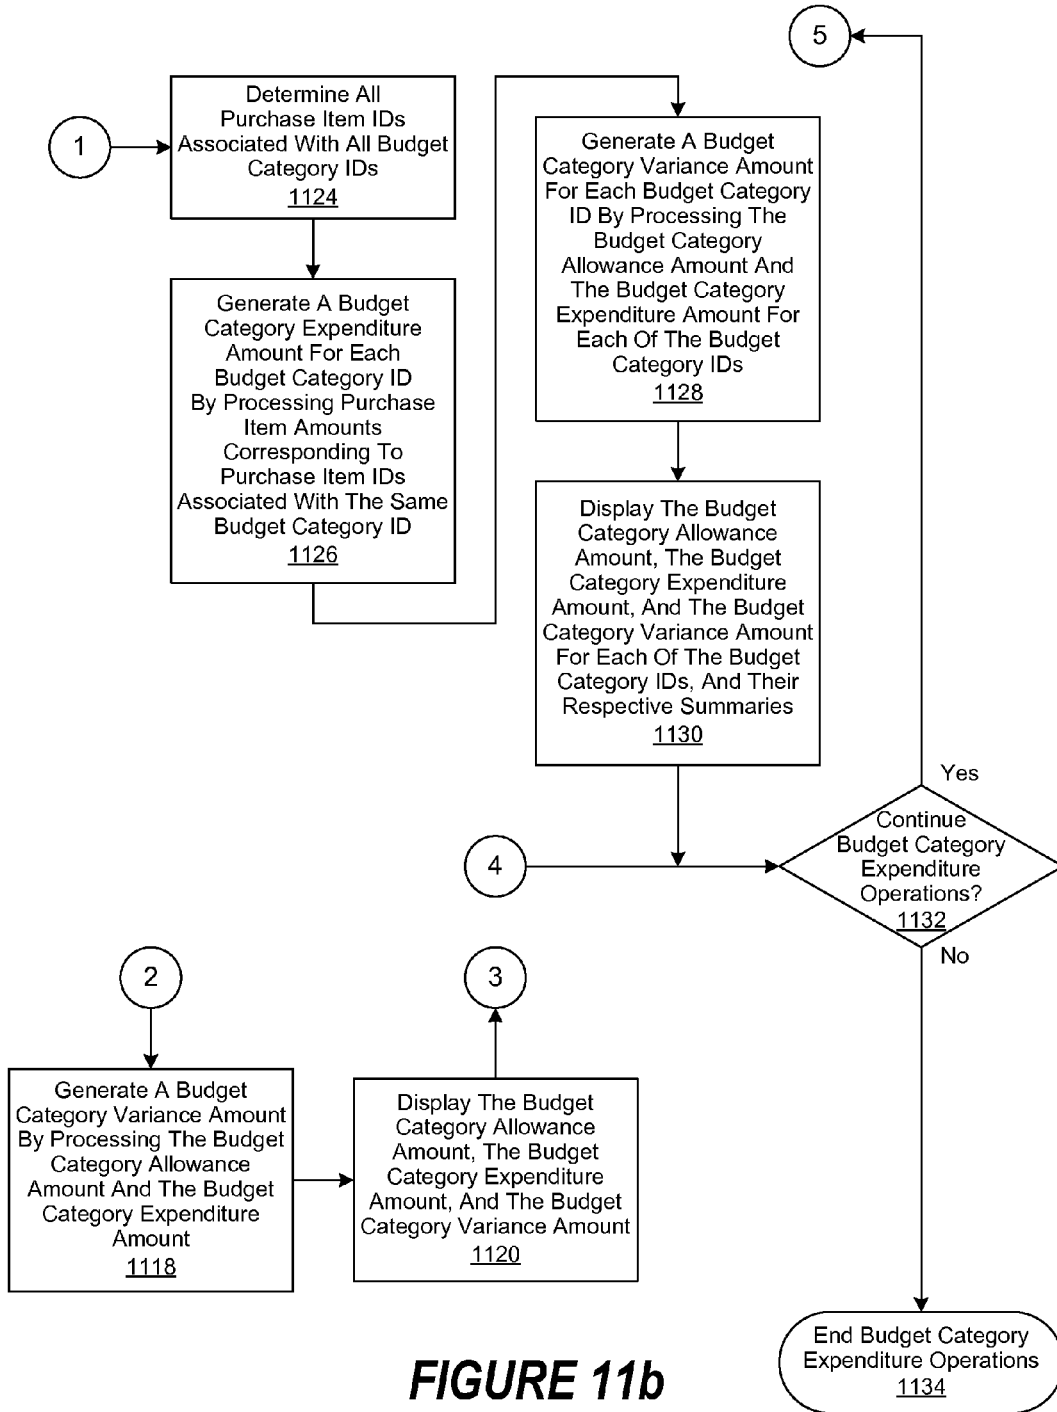 5
1
Determine All
Purchase Item IDs
Associated With All Budget
Category IDs
1124
Generate A Budget
Category Expenditure
Amount For Each
Budget Category ID
By Processing Purchase
Item Amounts
Corresponding To
Purchase Item IDs
Associated With The Same
Budget Category ID
1126
Generate A Budget
Category Variance Amount
For Each Budget Category
ID By Processing The
Budget Category
Allowance Amount And
The Budget Category
Expenditure Amount For
Each Of The Budget
Category IDs
1128
Display The Budget
Category Allowance
Amount, The Budget
Category Expenditure
Amount, And The Budget
Category Variance Amount
For Each Of The Budget
Category IDs, And Their
Respective Summaries
1130
Yes
4
Continue
Budget Category
Expenditure
Operations?
1132
No
2
3
Generate A Budget
Category Variance Amount
By Processing The Budget
Category Allowance
Amount And The Budget
Category Expenditure
Amount
1118
Display The Budget
Category Allowance
Amount, The Budget
Category Expenditure
Amount, And The Budget
Category Variance Amount
1120
End Budget Category
Expenditure Operations
1134
FIGURE 11b